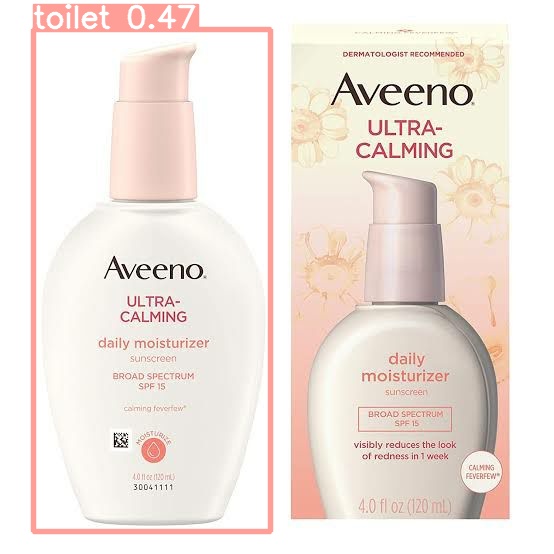 toilet 0.47
Aveeno®
ULTRA-
CALMING
daily moisturizer
sunscreen
BROAD SPECTRUM
SPF 15
calming feverfew®
MOISTURIZE
4.0 fl oz (120 mL)
30041111
DERMATOLOGIST RECOMMENDED
Aveeno®
ULTRA-
CALMING
daily
moisturizer
sunscreen
BROAD SPECTRUM
SPF 15
visibly reduces the look
of redness in 1 week
CALMING
FEVERFEW®
4.0 fl oz (120 mL)